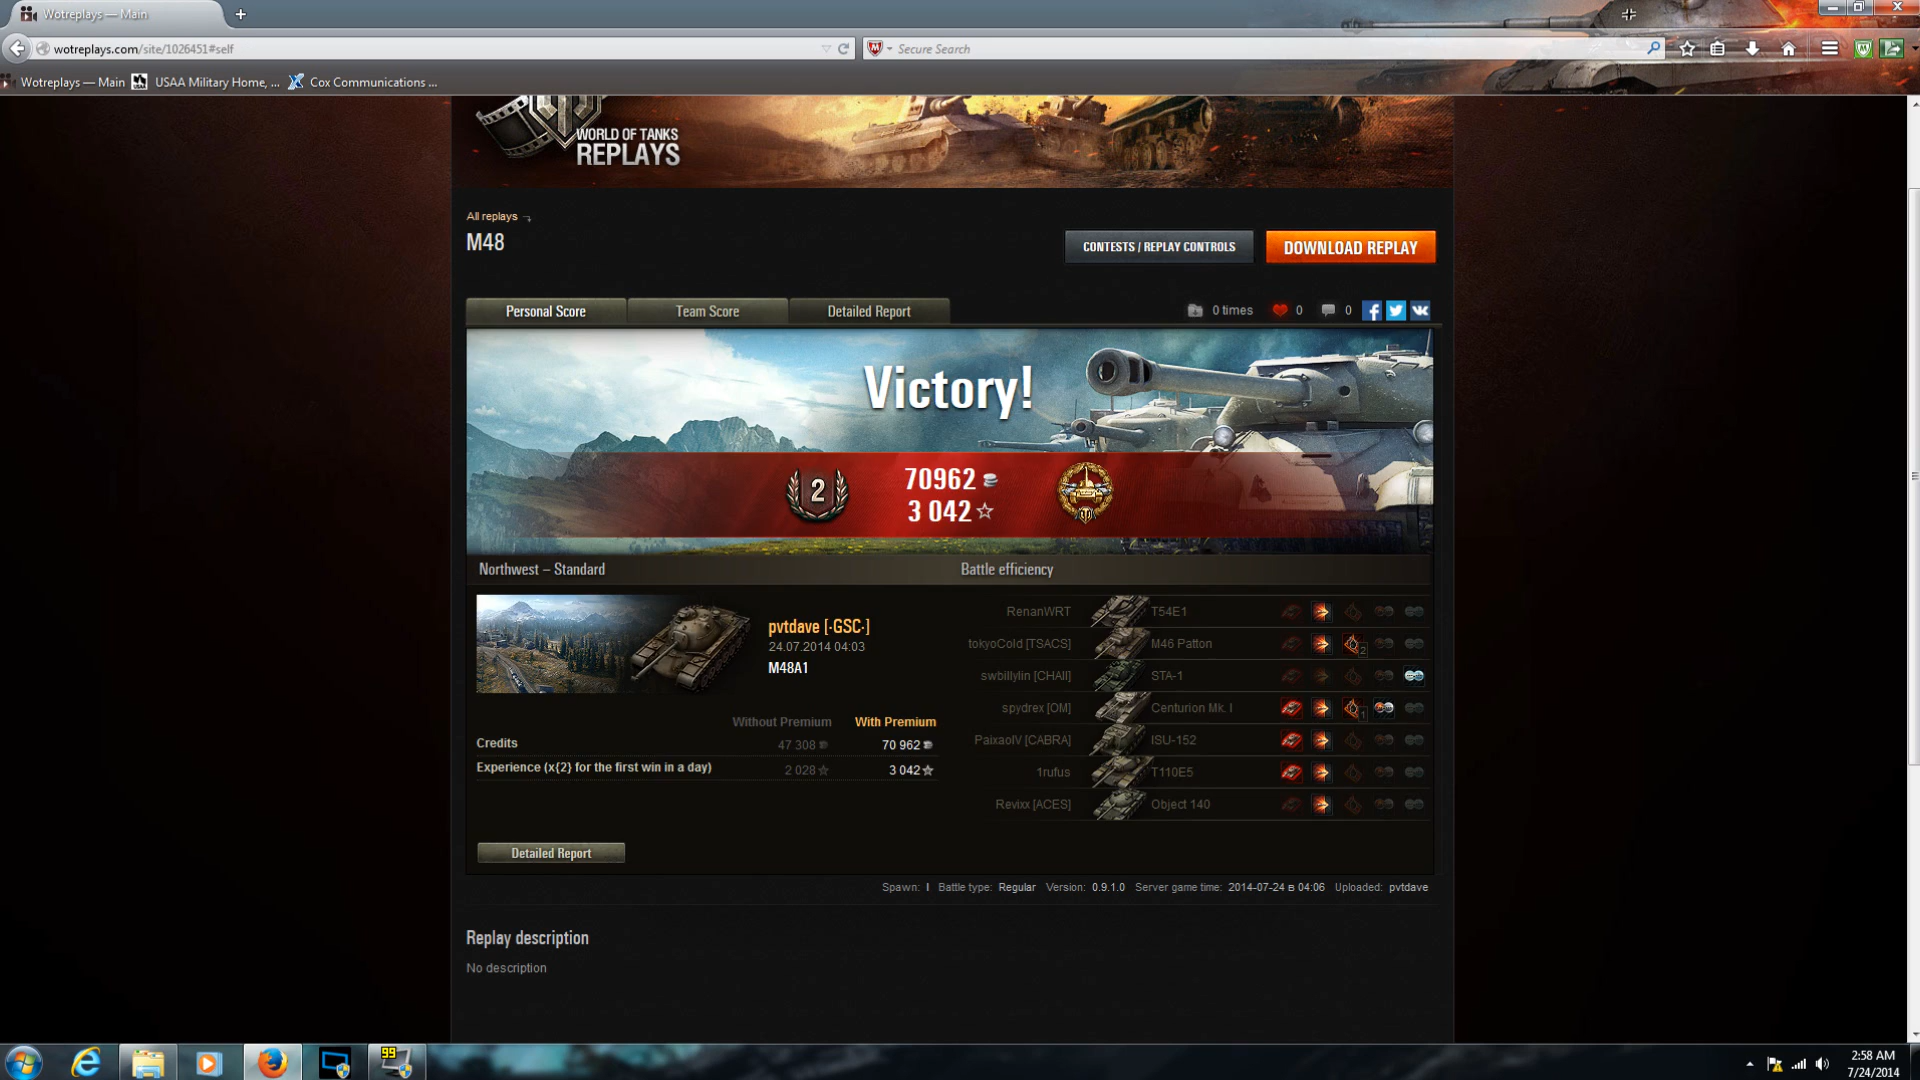 Wotreplays — Main
wotreplays.com/site/1026451#self
Secure Search
Wotreplays — Main USAA Military Home, ... Cox Communications ...
WORLD OF TANKS
REPLAYS
All replays
M48
CONTESTS / REPLAY CONTROLS
DOWNLOAD REPLAY
Personal Score Team Score Detailed Report 0 times 0 0
Victory!
2
70962
3 042
Northwest – Standard Battle efficiency
pvtdave [-GSC-]
24.07.2014 04:03
M48A1
Without Premium With Premium
Credits 47 308 70 962
Experience (x{2} for the first win in a day) 2 028 3 042
RenanWRT T54E1
tokyoCold [TSACS] M46 Patton 2
swbillylin [CHAII] STA-1
spydrex [OM] Centurion Mk. I 1
PaixaoIV [CABRA] ISU-152
1rufus T110E5
Revixx [ACES] Object 140
Detailed Report
Spawn: I Battle type: Regular Version: 0.9.1.0 Server game time: 2014-07-24 в 04:06 Uploaded: pvtdave
Replay description
No description
99
2:58 AM
7/24/2014